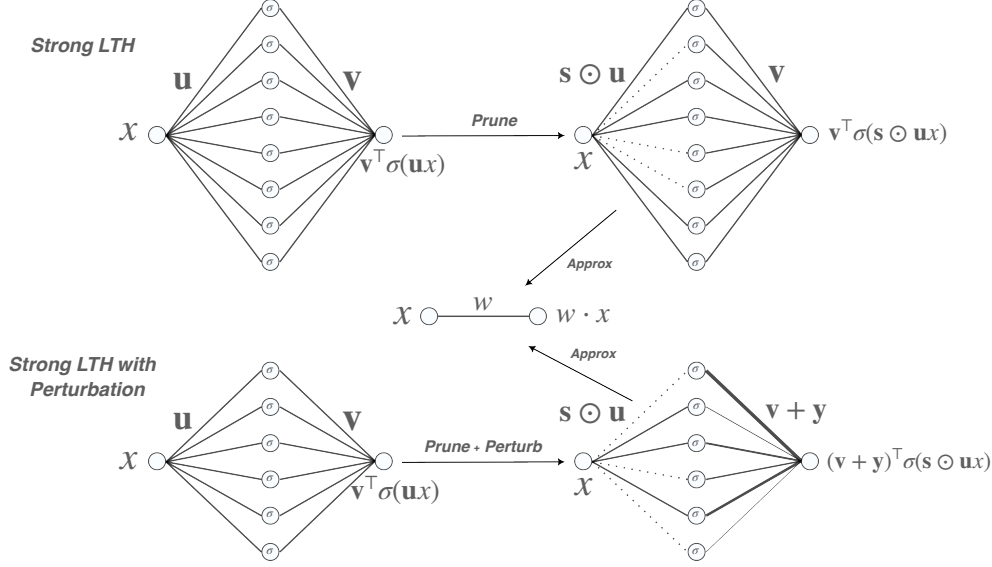 Strong LTH
σ
σ
σ
σ
σ
σ
σ
σ
u
v
x
v⊤σ(ux)
Prune
σ
σ
σ
σ
σ
σ
σ
σ
s ⊙ u
v
x
v⊤σ(s ⊙ ux)
Approx
x
w
w · x
Approx
Strong LTH with
Perturbation
σ
σ
σ
σ
σ
σ
u
v
x
v⊤σ(ux)
Prune + Perturb
σ
σ
σ
σ
σ
σ
s ⊙ u
v + y
x
(v + y)⊤σ(s ⊙ ux)